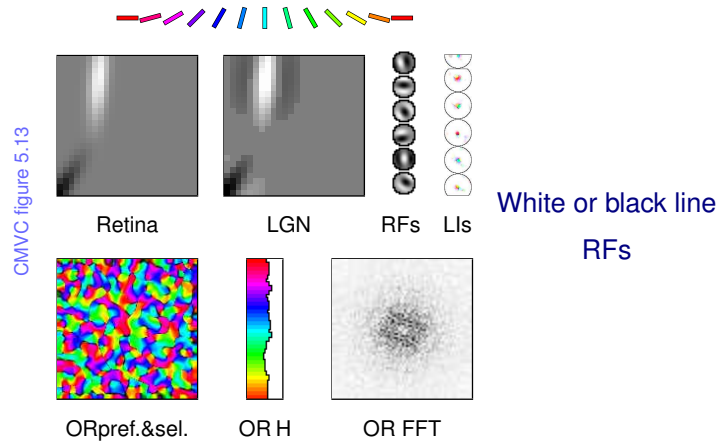 CMVC figure 5.13
Retina
LGN
RFs
LIs
White or black line
RFs
ORpref.&sel.
OR H
OR FFT